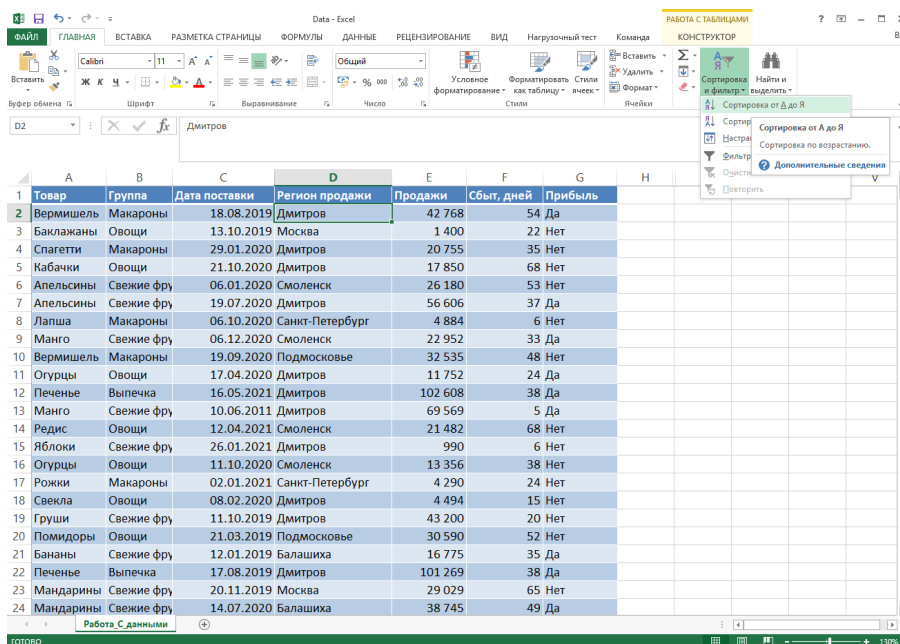 Data - Excel
РАБОТА С ТАБЛИЦАМИ
ФАЙЛ ГЛАВНАЯ ВСТАВКА РАЗМЕТКА СТРАНИЦЫ ФОРМУЛЫ ДАННЫЕ РЕЦЕНЗИРОВАНИЕ ВИД Нагрузочный тест Команда КОНСТРУКТОР
Вставить
Calibri 11
Ж К Ч
Общий
% 000
Условное форматирование
Форматировать как таблицу
Стили ячеек
Вставить
Удалить
Формат
Сортировка и фильтр
Найти и выделить
Буфер обмена Шрифт Выравнивание Число Стили Ячейки
Сортировка от А до Я
Сортир
Настра
Фильтр
Очисти
Повторить
Сортировка от А до Я
Сортировка по возрастанию.
Дополнительные сведения
D2 fx Дмитров
A B C D E F G H
1 Товар Группа Дата поставки Регион продажи Продажи Сбыт, дней Прибыль
2 Вермишель Макароны 18.08.2019 Дмитров 42 768 54 Да
3 Баклажаны Овощи 13.10.2019 Москва 1 400 22 Нет
4 Спагетти Макароны 29.01.2020 Дмитров 20 755 35 Нет
5 Кабачки Овощи 21.10.2020 Дмитров 17 850 68 Нет
6 Апельсины Свежие фру 06.01.2020 Смоленск 26 180 53 Нет
7 Апельсины Свежие фру 19.07.2020 Дмитров 56 606 37 Да
8 Лапша Макароны 06.10.2020 Санкт-Петербург 4 884 6 Нет
9 Манго Свежие фру 06.12.2020 Смоленск 22 952 33 Да
10 Вермишель Макароны 19.09.2020 Подмосковье 32 535 48 Нет
11 Огурцы Овощи 17.04.2020 Дмитров 11 752 24 Да
12 Печенье Выпечка 16.05.2021 Дмитров 102 608 38 Да
13 Манго Свежие фру 10.06.2011 Дмитров 69 569 5 Да
14 Редис Овощи 12.04.2021 Смоленск 21 482 68 Нет
15 Яблоки Свежие фру 26.01.2021 Дмитров 990 6 Нет
16 Огурцы Овощи 11.10.2020 Смоленск 13 356 38 Нет
17 Рожки Макароны 02.01.2021 Санкт-Петербург 4 290 24 Нет
18 Свекла Овощи 08.02.2020 Дмитров 4 494 15 Нет
19 Груши Свежие фру 11.10.2019 Дмитров 43 200 20 Нет
20 Помидоры Овощи 21.03.2019 Подмосковье 30 590 52 Нет
21 Бананы Свежие фру 12.01.2019 Балашиха 16 775 35 Да
22 Печенье Выпечка 17.08.2019 Дмитров 101 269 38 Да
23 Мандарины Свежие фру 20.11.2019 Москва 29 029 65 Нет
24 Мандарины Свежие фру 14.07.2020 Балашиха 38 745 49 Да
Работа_С_данными
ГОТОВО
130%